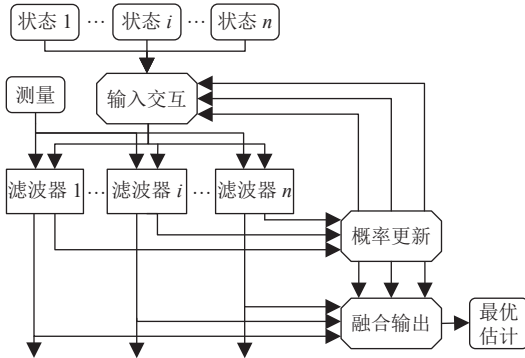 状态 1 … 状态 i … 状态 n
测量
输入交互
滤波器 1 … 滤波器 i … 滤波器 n
概率更新
融合输出
最优
估计